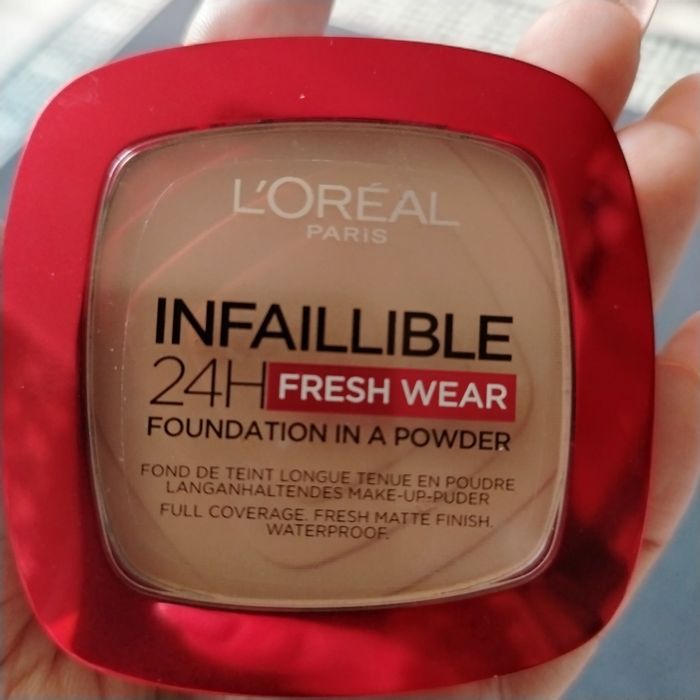 L'ORÉAL
PARIS
INFAILLIBLE
24H FRESH WEAR
FOUNDATION IN A POWDER
FOND DE TEINT LONGUE TENUE EN POUDRE
LANGANHALTENDES MAKE-UP-PUDER
FULL COVERAGE. FRESH MATTE FINISH.
WATERPROOF.